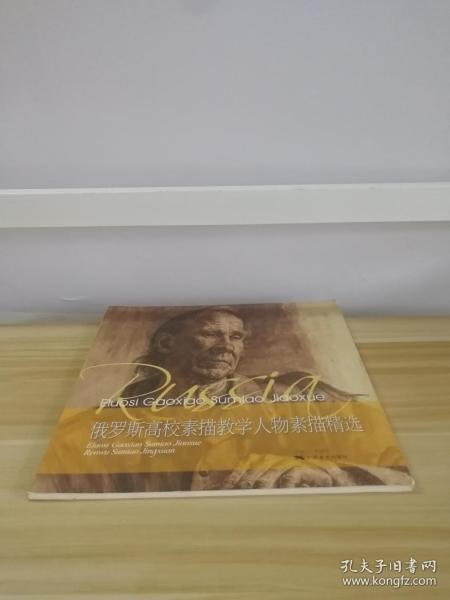 Russia
Eluosi Gaoxiao Sumiao Jiaoxue
俄罗斯高校素描教学人物素描精选
Eluosi Gaoxiao Sumiao Jiaoxue
Renwu Sumiao Jingxuan
孔夫子旧书网
www.kongfz.com